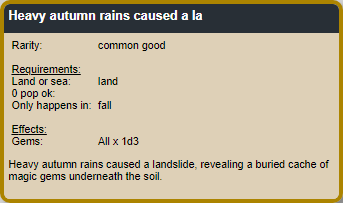 Heavy autumn rains caused a la
Rarity: common good
Requirements:
Land or sea: land
0 pop ok:
Only happens in: fall
Effects:
Gems: All x 1d3
Heavy autumn rains caused a landslide, revealing a buried cache of
magic gems underneath the soil.